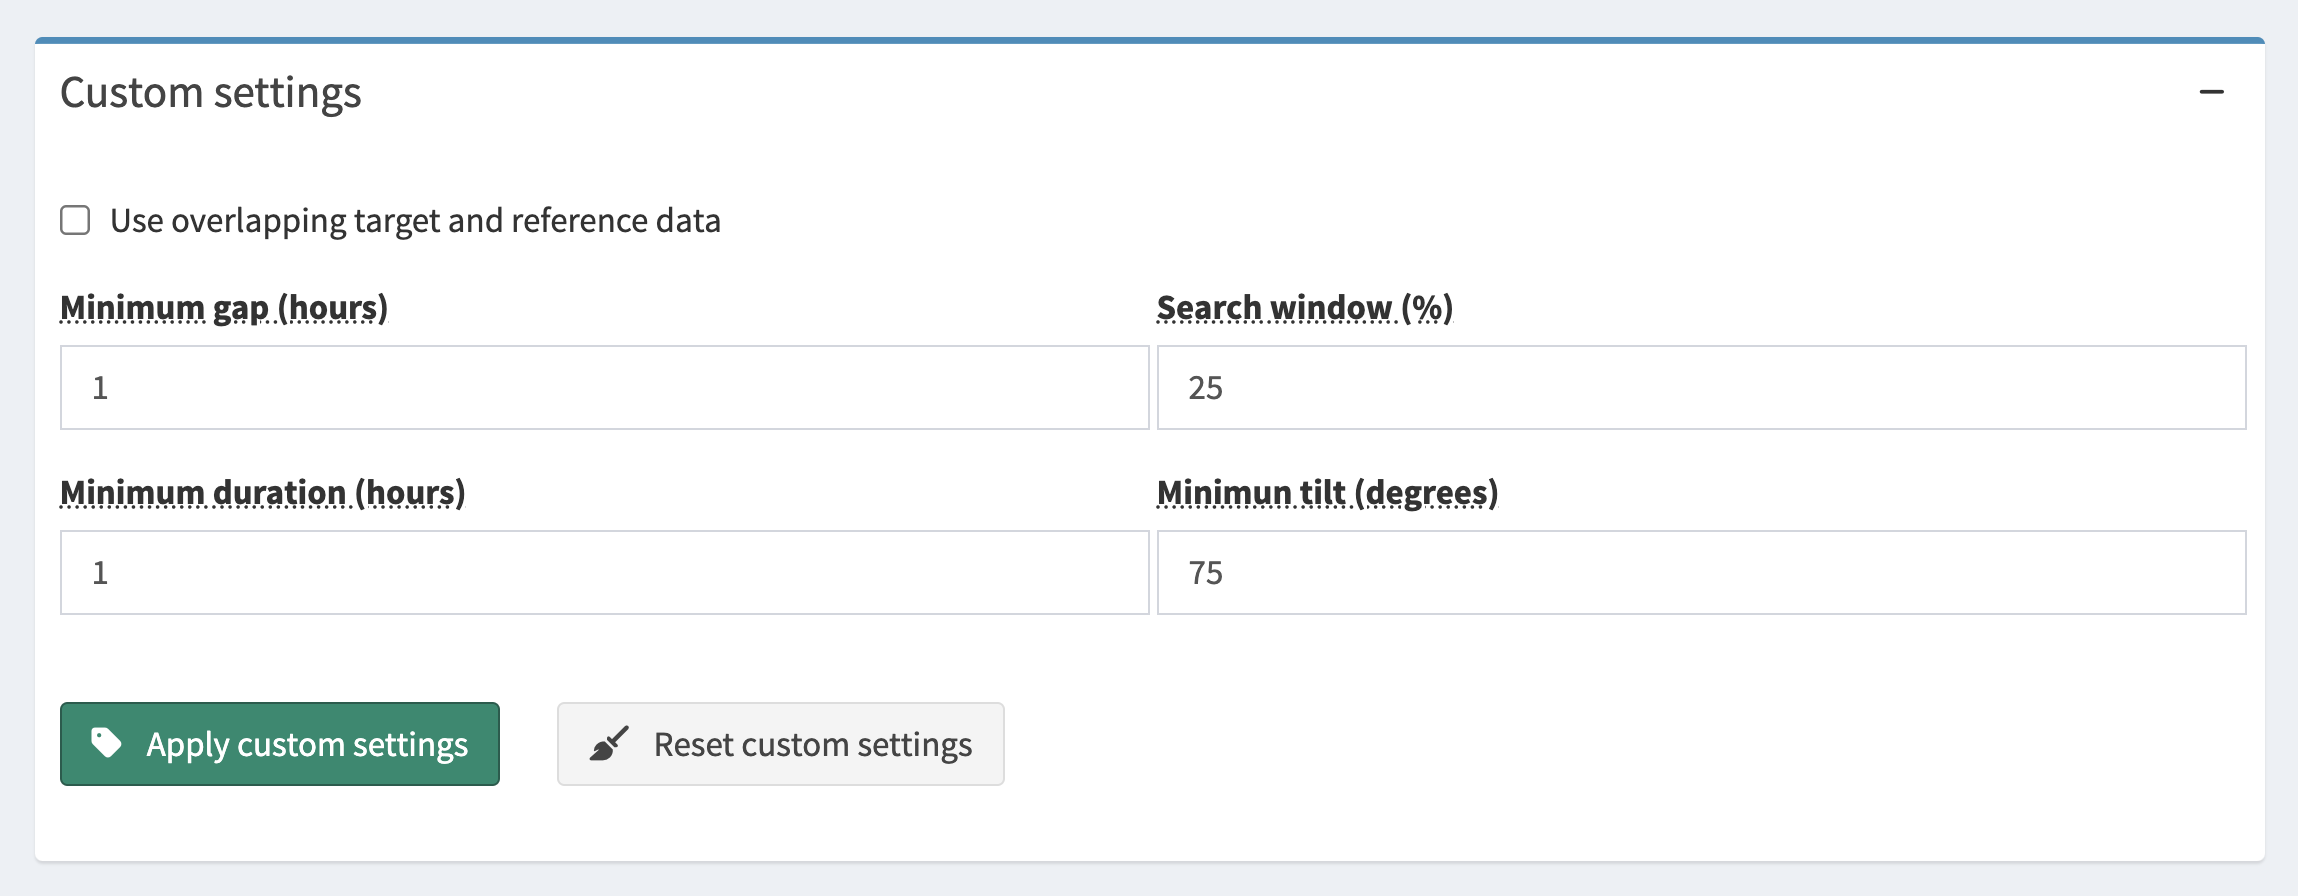 Custom settings
Use overlapping target and reference data
Minimum gap (hours)
Search window (%)
1
25
Minimum duration (hours)
Minimun tilt (degrees)
1
75
Apply custom settings
Reset custom settings